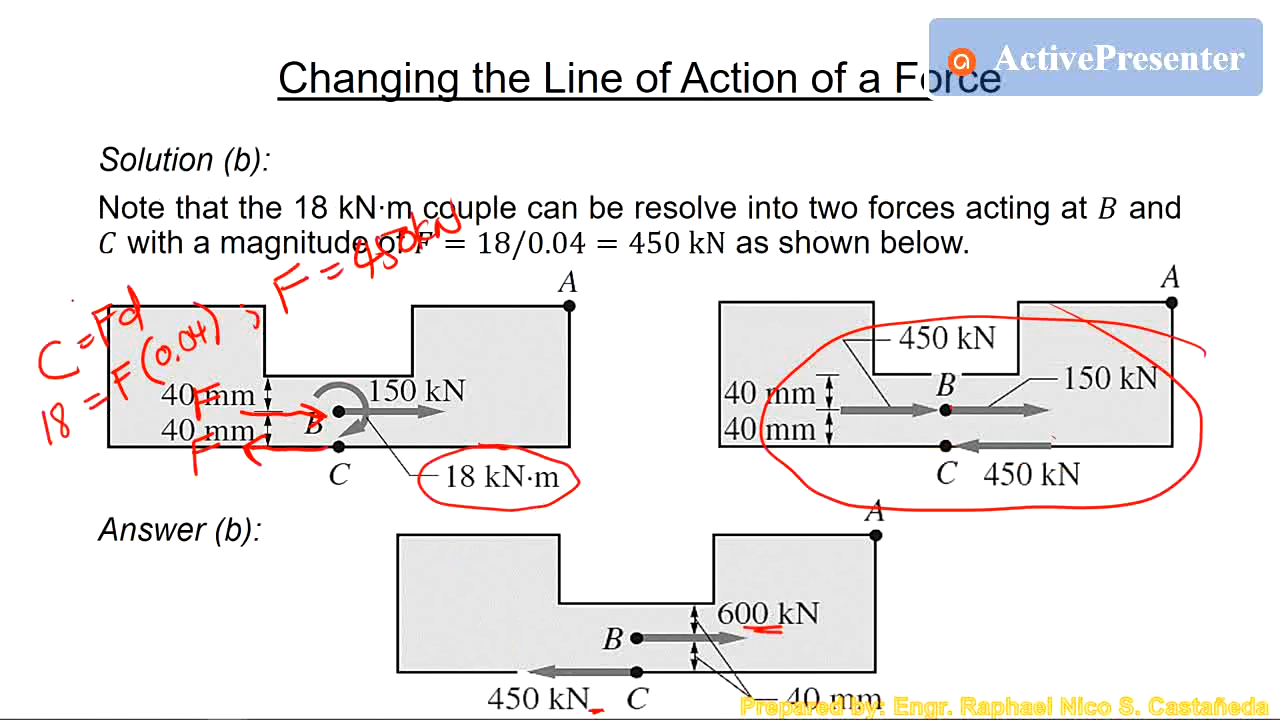 ActivePresenter
Changing the Line of Action of a Force
Solution (b):
Note that the 18 kN·m couple can be resolve into two forces acting at B and
C with a magnitude of F = 18/0.04 = 450 kN as shown below.
F = 450kN
C = Fd
18 = F(0.04) ;
A
40 mm
40 mm
F
F
B
150 kN
C
18 kN·m
A
450 kN
B
150 kN
40 mm
40 mm
C
450 kN
Answer (b):
A
600 kN
B
450 kN
C
40 mm
Prepared by: Engr. Raphael Nico S. Castañeda